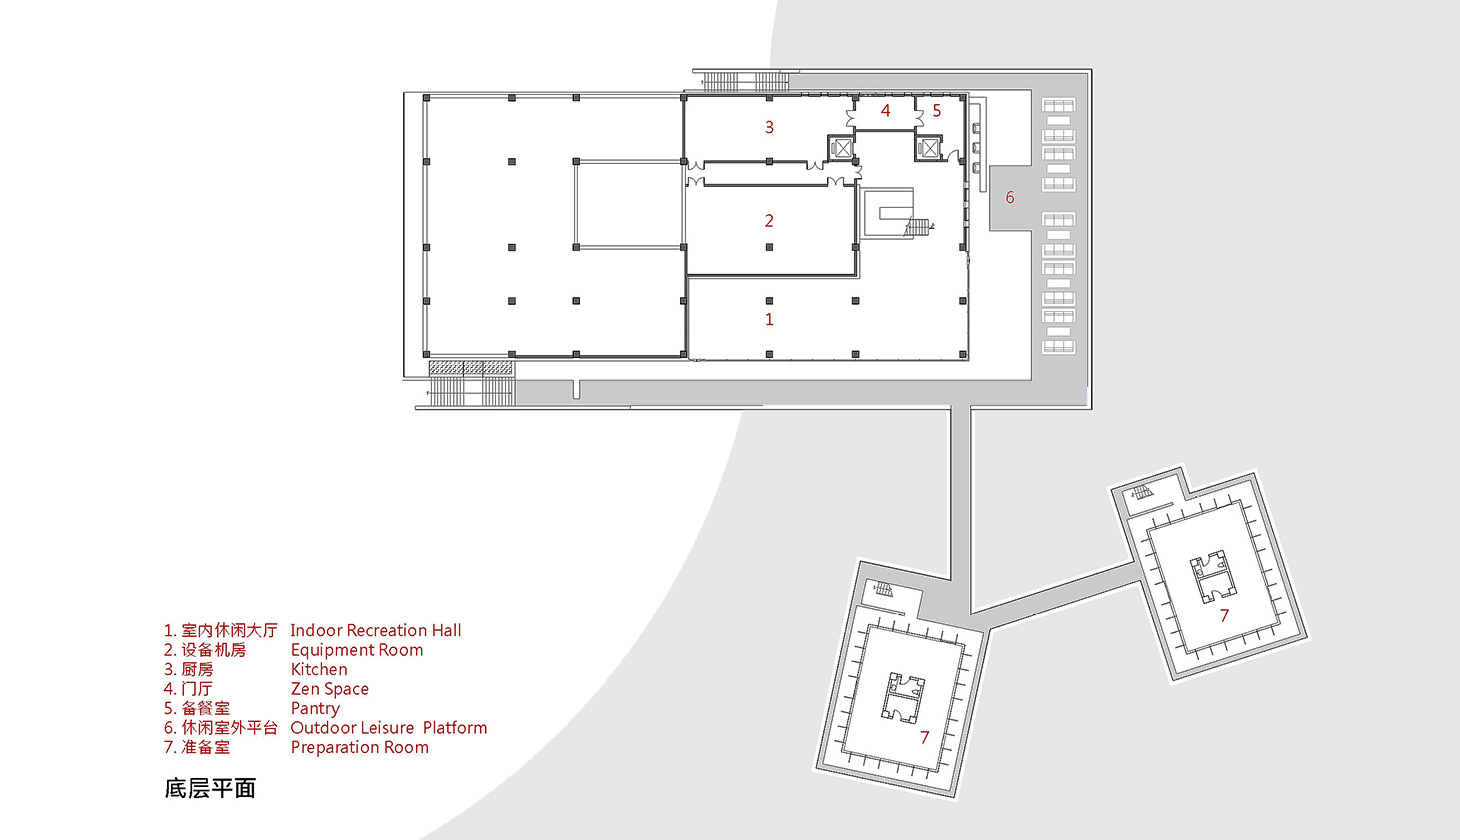 3
4
5
6
2
1
7
7
1. 室内休闲大厅 Indoor Recreation Hall
2. 设备机房 Equipment Room
3. 厨房 Kitchen
4. 门厅 Zen Space
5. 备餐室 Pantry
6. 休闲室外平台 Outdoor Leisure Platform
7. 准备室 Preparation Room
底层平面